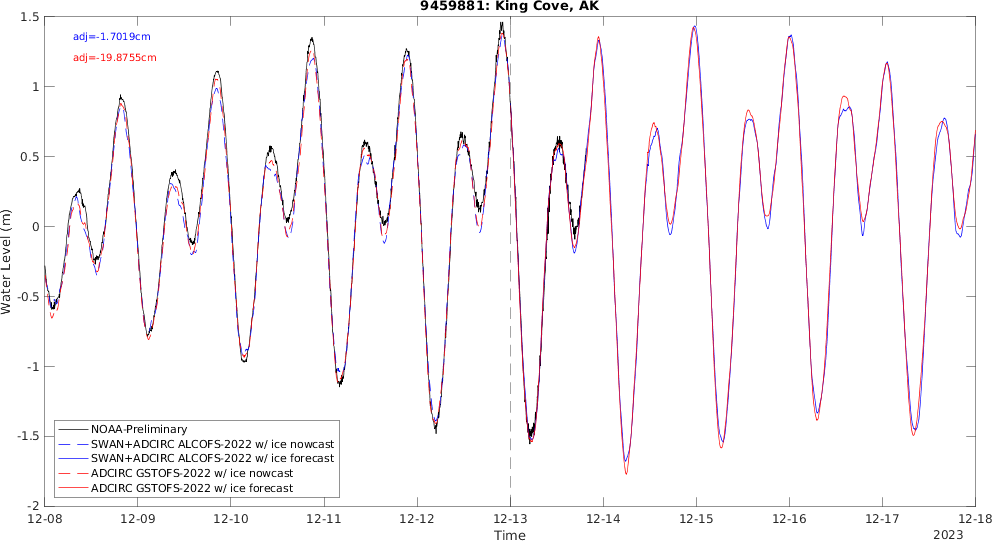 9459881: King Cove, AK
adj=-1.7019cm
adj=-19.8755cm
1.5
1
0.5
0
-0.5
-1
-1.5
-2
Water Level (m)
NOAA-Preliminary
SWAN+ADCIRC ALCOFS-2022 w/ ice nowcast
SWAN+ADCIRC ALCOFS-2022 w/ ice forecast
ADCIRC GSTOFS-2022 w/ ice nowcast
ADCIRC GSTOFS-2022 w/ ice forecast
12-08 12-09 12-10 12-11 12-12 12-13 12-14 12-15 12-16 12-17 12-18
Time
2023